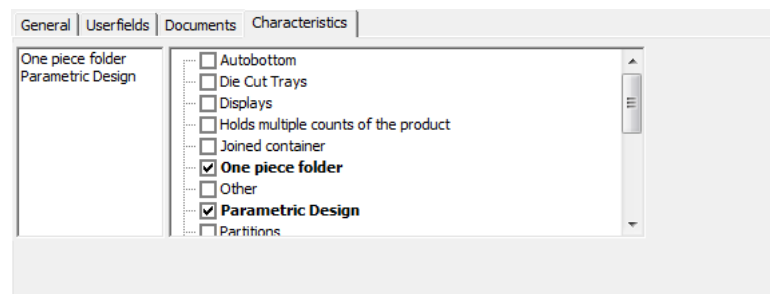 General
Userfields
Documents
Characteristics
One piece folder
Parametric Design
Autobottom
Die Cut Trays
Displays
Holds multiple counts of the product
Joined container
One piece folder
Other
Parametric Design
Partitions